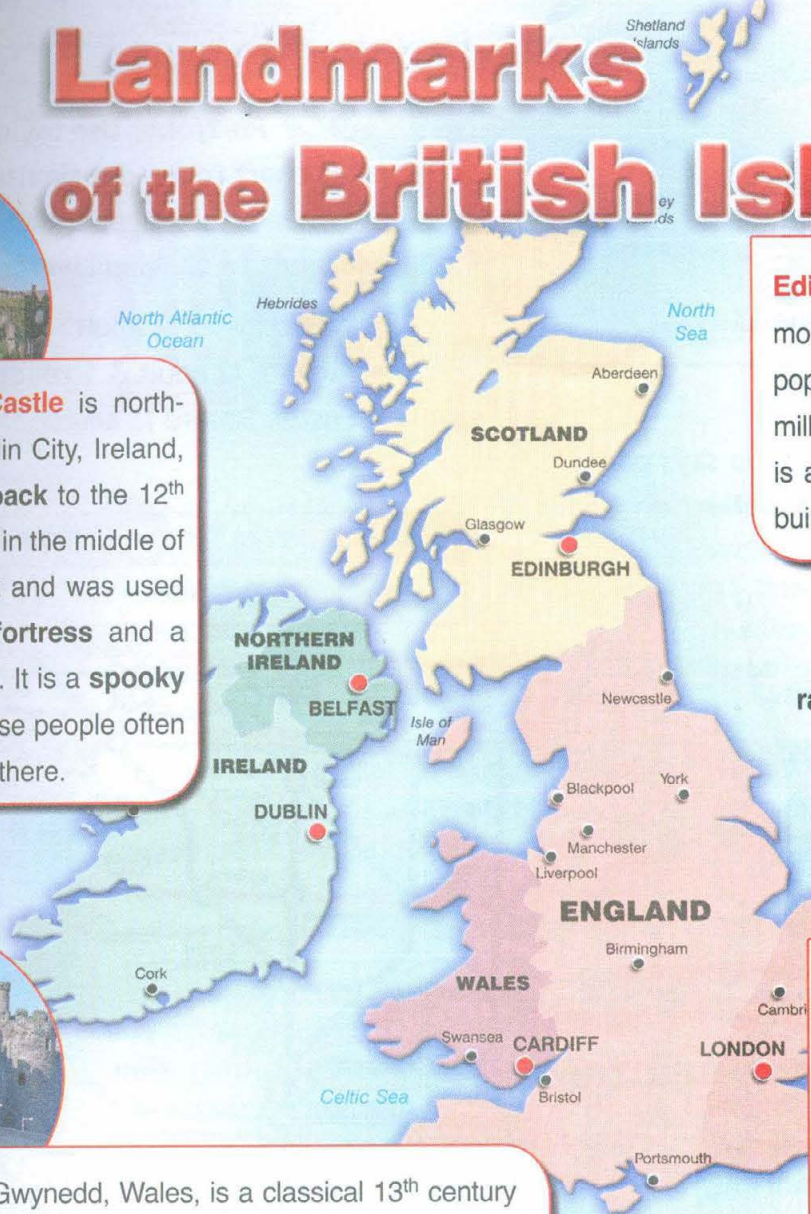 Landmarks
of the British Isl
Shetland
Islands
ey
ds
Hebrides
North Atlantic
Ocean
North
Sea
Castle is north-
in City, Ireland,
back to the 12th
in the middle of
and was used
fortress and a
. It is a spooky
se people often
there.
Edi
mo
pop
mill
is a
bui
ra
Aberdeen
SCOTLAND
Dundee
Glasgow
EDINBURGH
NORTHERN
IRELAND
BELFAST
Isle of
Man
Newcastle
IRELAND
DUBLIN
Blackpool
York
Manchester
Liverpool
ENGLAND
Birmingham
Cork
WALES
Cambri
Swansea
CARDIFF
LONDON
Celtic Sea
Bristol
Portsmouth
Gwynedd, Wales, is a classical 13th century